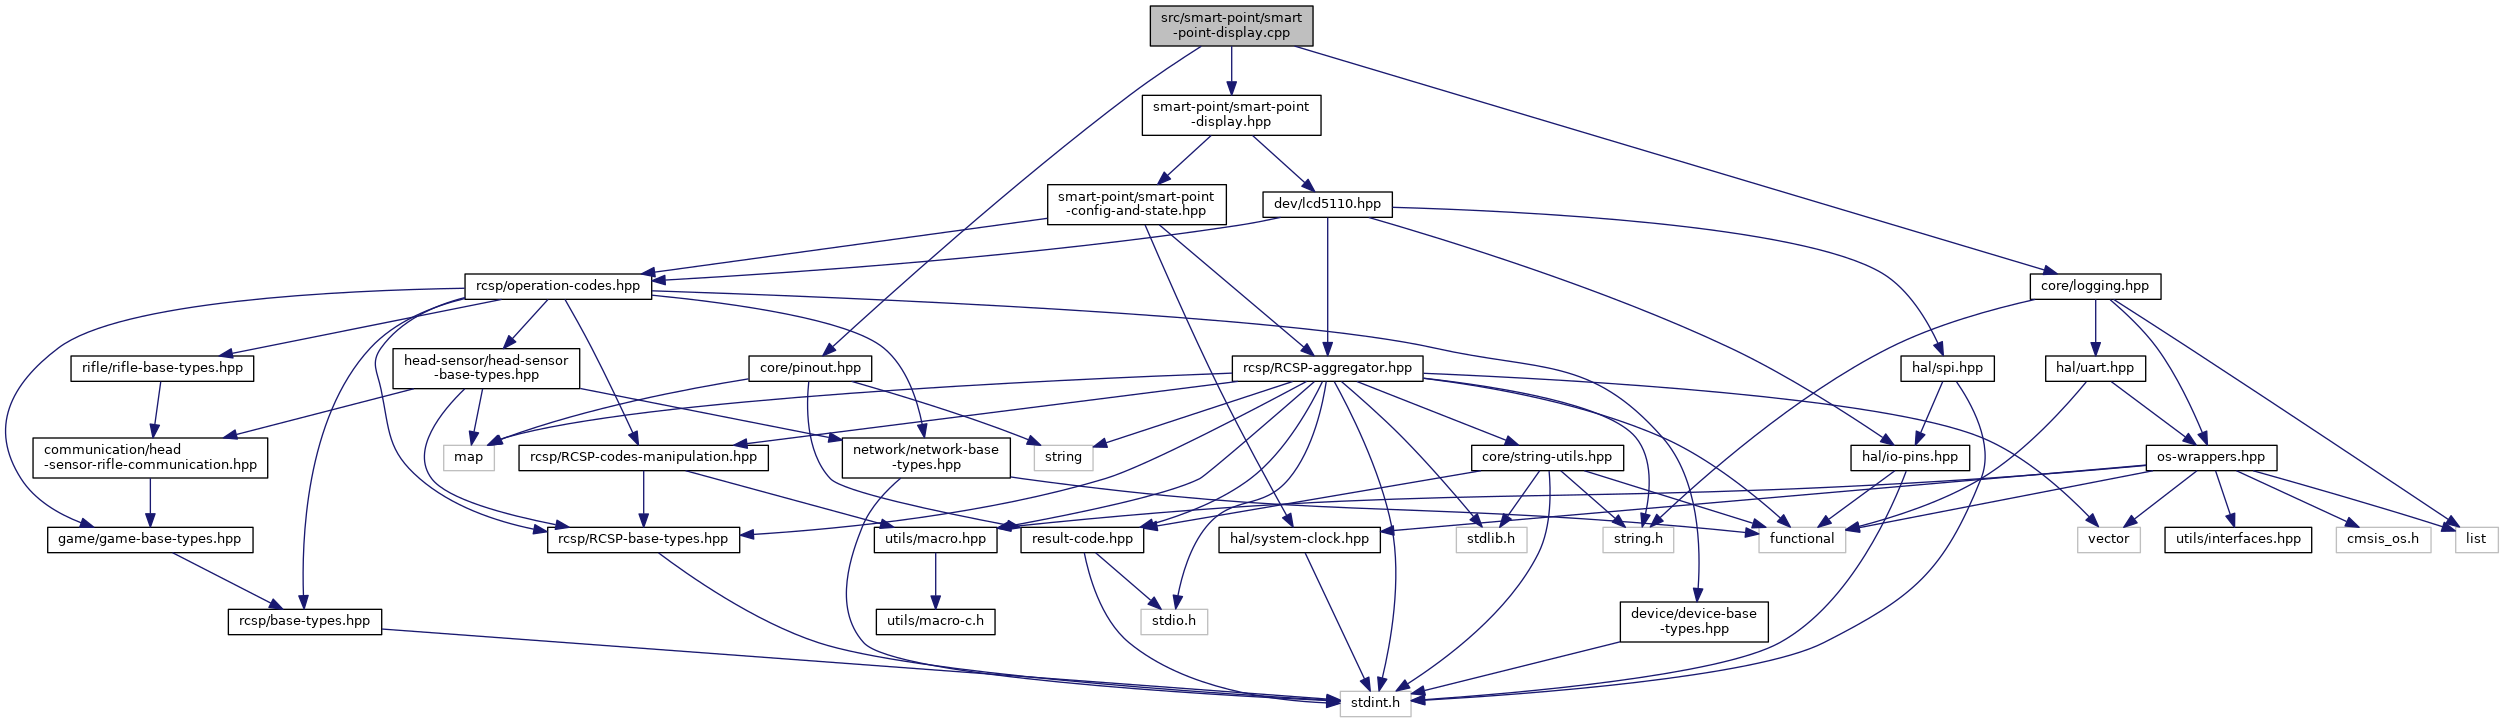 src/smart-point/smart
-point-display.cpp
smart-point/smart-point
-display.hpp
smart-point/smart-point
-config-and-state.hpp
dev/lcd5110.hpp
rcsp/operation-codes.hpp
core/logging.hpp
rifle/rifle-base-types.hpp
head-sensor/head-sensor
-base-types.hpp
core/pinout.hpp
rcsp/RCSP-aggregator.hpp
hal/spi.hpp
hal/uart.hpp
communication/head
-sensor-rifle-communication.hpp
map
rcsp/RCSP-codes-manipulation.hpp
network/network-base
-types.hpp
string
core/string-utils.hpp
hal/io-pins.hpp
os-wrappers.hpp
game/game-base-types.hpp
rcsp/RCSP-base-types.hpp
utils/macro.hpp
result-code.hpp
hal/system-clock.hpp
stdlib.h
string.h
functional
vector
utils/interfaces.hpp
cmsis_os.h
list
rcsp/base-types.hpp
utils/macro-c.h
stdio.h
device/device-base
-types.hpp
stdint.h